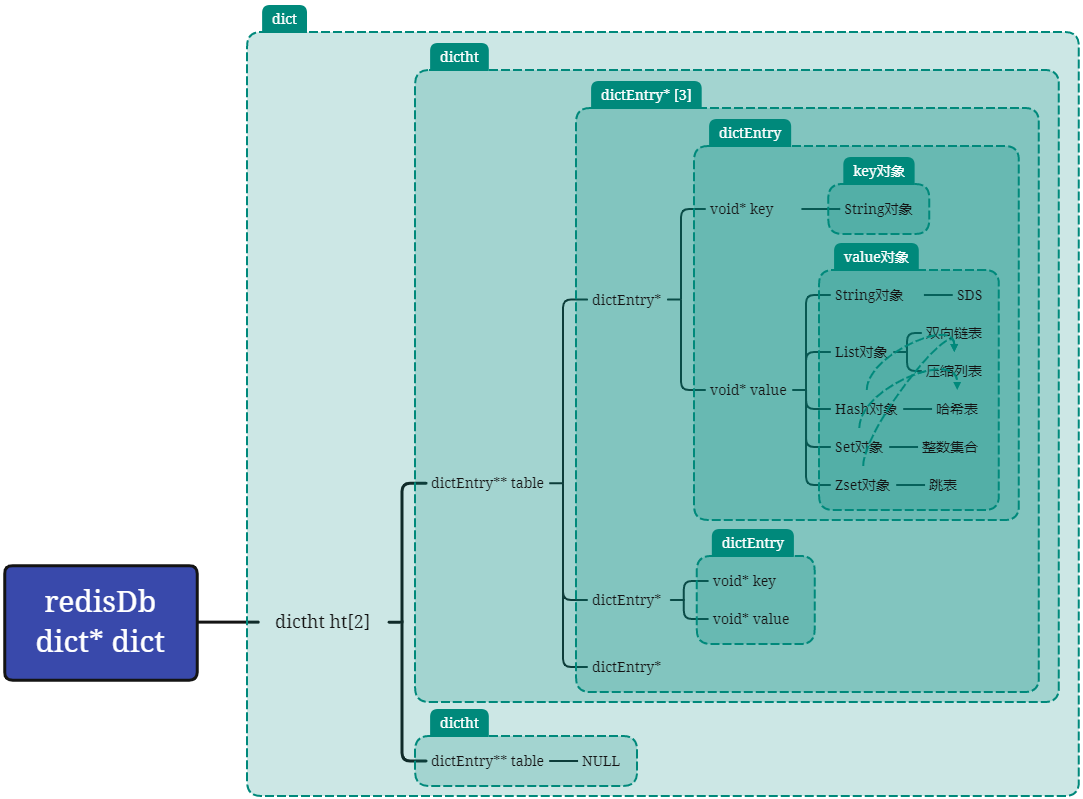 dict
dictht
dictEntry* [3]
dictEntry
key对象
void* key
String对象
value对象
String对象
SDS
双向链表
List对象
压缩列表
dictEntry*
void* value
Hash对象
哈希表
Set对象
整数集合
Zset对象
跳表
dictEntry** table
dictEntry
void* key
dictEntry*
void* value
redisDb
dict* dict
dictht ht[2]
dictEntry*
dictht
dictEntry** table
NULL